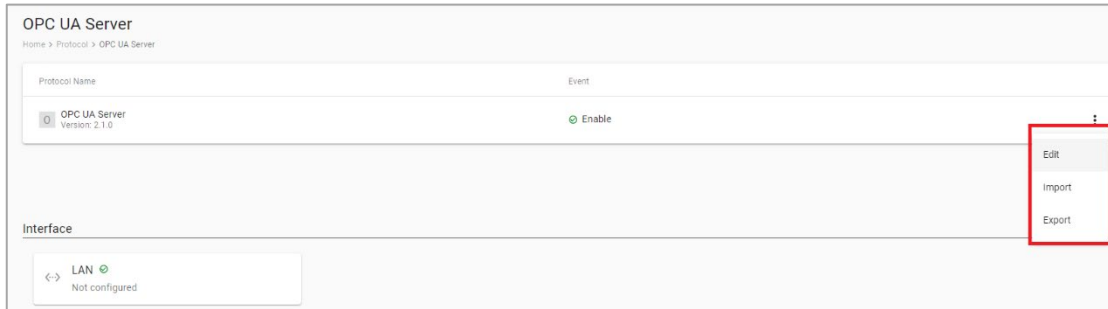 OPC UA Server
Home > Protocol > OPC UA Server
Protocol Name Event
O OPC UA Server
Version: 2.1.0
Enable
Edit
Import
Export
Interface
LAN
Not configured